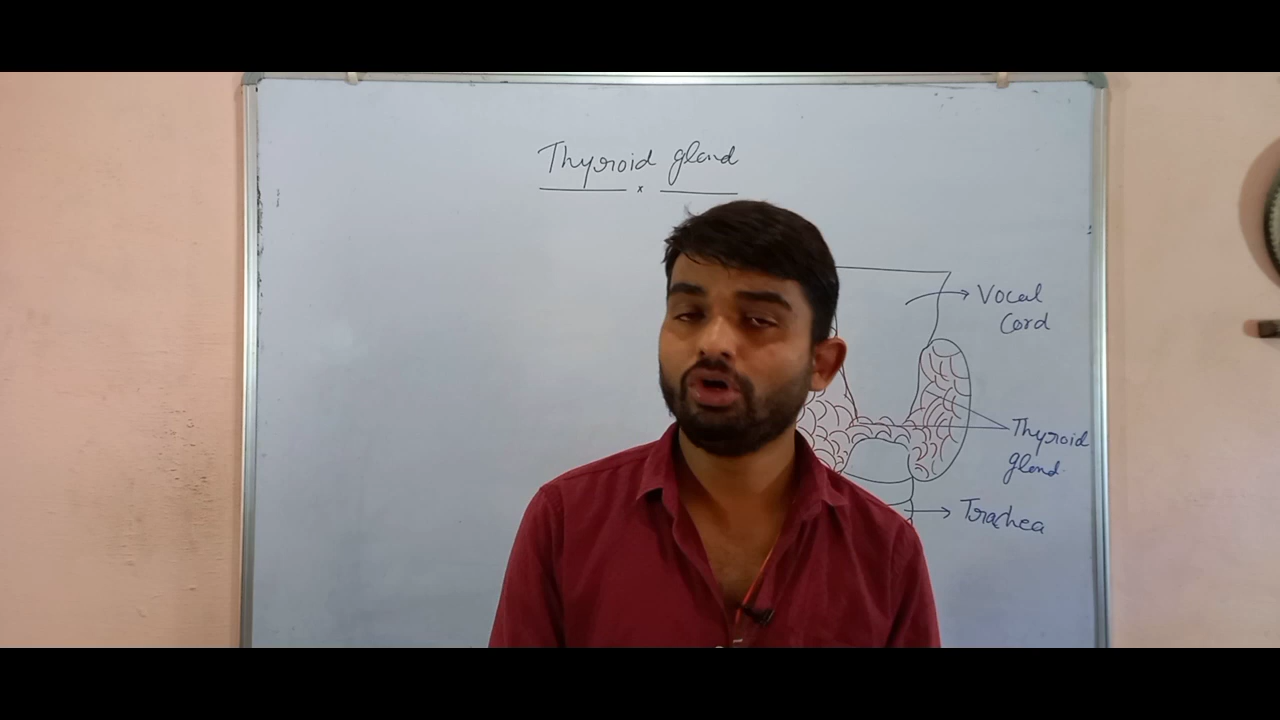 Thyroid gland
Vocal
Cord
Thyroid
gland.
Trachea